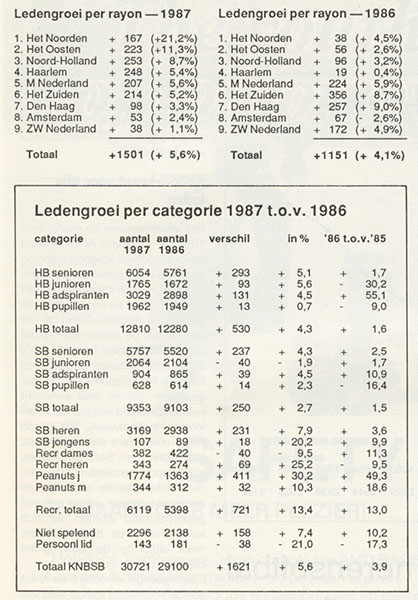 Ledengroei per rayon — 1987
1. Het Noorden + 167 (+21,2%)
2. Het Oosten + 223 (+11,3%)
3. Noord-Holland + 253 (+ 8,7%)
4. Haarlem + 248 (+ 5,4%)
5. M Nederland + 207 (+ 5,6%)
6. Het Zuiden + 214 (+ 5,2%)
7. Den Haag + 98 (+ 3,3%)
8. Amsterdam + 53 (+ 2,4%)
9. ZW Nederland + 38 (+ 1,1%)
Totaal +1501 (+ 5,6%)
Ledengroei per rayon — 1986
1. Het Noorden + 38 (+ 4,5%)
2. Het Oosten + 56 (+ 2,6%)
3. Noord-Holland + 96 (+ 3,2%)
4. Haarlem + 19 (+ 0,4%)
5. M Nederland + 224 (+ 5,9%)
6. Het Zuiden + 356 (+ 8,7%)
7. Den Haag + 257 (+ 9,0%)
8. Amsterdam + 67 (- 2,6%)
9. ZW Nederland + 172 (+ 4,9%)
Totaal +1151 (+ 4,1%)
Ledengroei per categorie 1987 t.o.v. 1986
categorie aantal aantal verschil in % '86 t.o.v.'85
1987 1986
HB senioren 6054 5761 + 293 + 5,1 + 1,7
HB junioren 1765 1672 + 93 + 5,6 - 30,2
HB adspiranten 3029 2898 + 131 + 4,5 + 55,1
HB pupillen 1962 1949 + 13 + 0,7 - 9,0
HB totaal 12810 12280 + 530 + 4,3 + 1,6
SB senioren 5757 5520 + 237 + 4,3 + 2,5
SB junioren 2064 2104 - 40 - 1,9 + 1,7
SB adspiranten 904 865 + 39 + 4,5 + 10,9
SB pupillen 628 614 + 14 + 2,3 - 16,4
SB totaal 9353 9103 + 250 + 2,7 + 1,5
SB heren 3169 2938 + 231 + 7,9 + 3,6
SB jongens 107 89 + 18 + 20,2 + 9,9
Recr dames 382 422 - 40 + 9,5 + 11,3
Recr heren 343 274 + 69 + 25,2 + 9,5
Peanuts j 1774 1363 + 411 + 30,2 + 49,3
Peanuts m 344 312 + 32 + 10,3 + 18,6
Recr. totaal 6119 5398 + 721 + 13,4 + 13,0
Niet spelend 2296 2138 + 158 + 7,4 + 10,2
Persoonl lid 143 181 - 38 - 21,0 - 17,3
Totaal KNBSB 30721 29100 + 1621 + 5,6 + 3,9